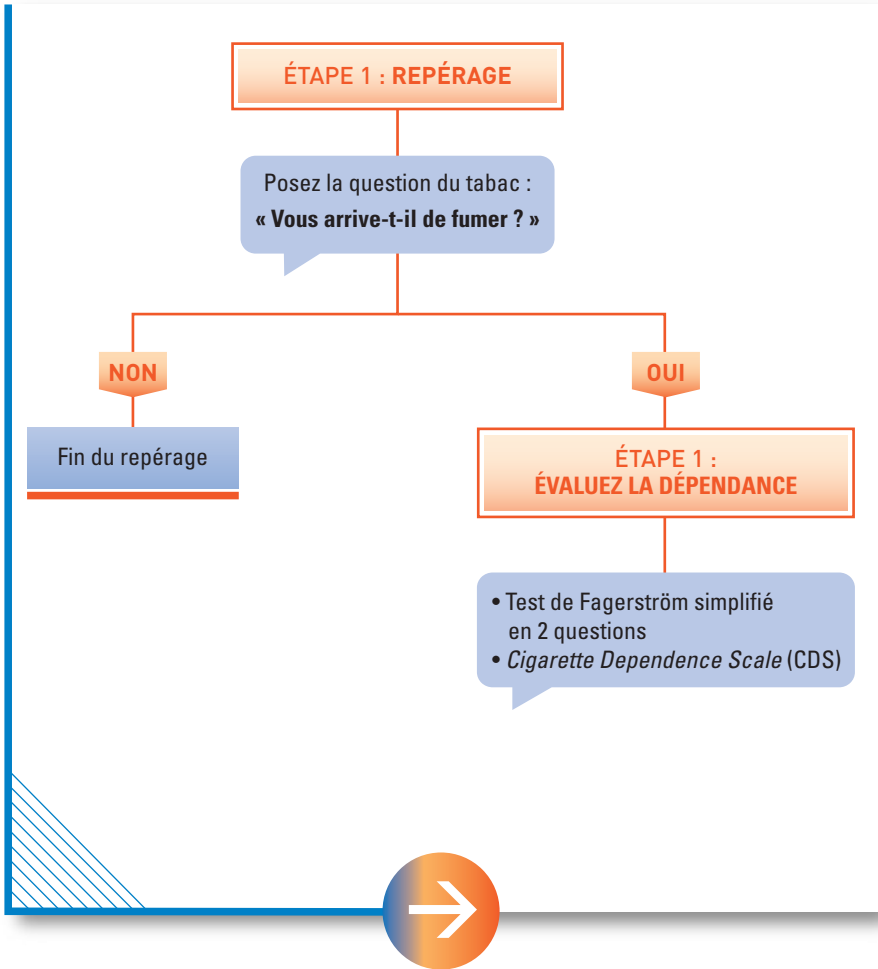 ÉTAPE 1 : REPÉRAGE
Posez la question du tabac :
« Vous arrive-t-il de fumer ? »
NON
OUI
Fin du repérage
ÉTAPE 1 :
ÉVALUEZ LA DÉPENDANCE
• Test de Fagerström simplifié
en 2 questions
• Cigarette Dependence Scale (CDS)